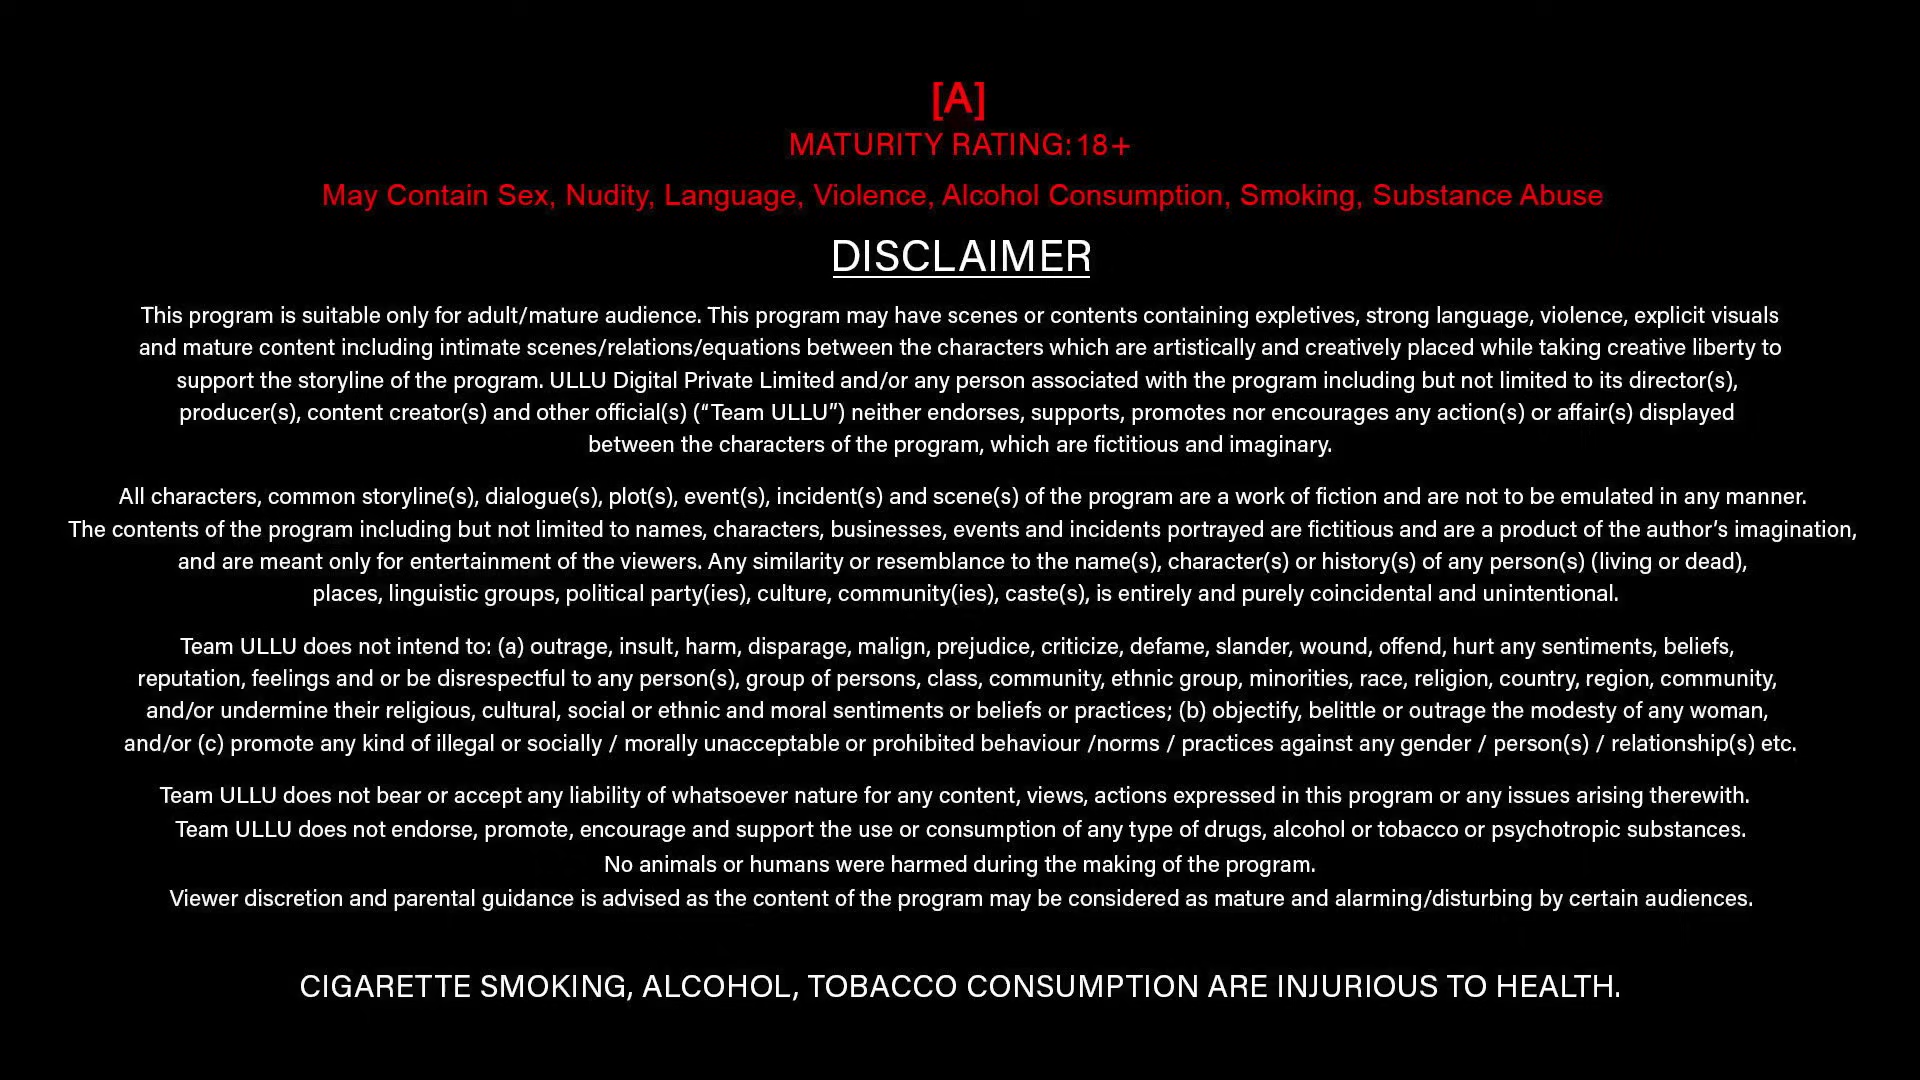 [A]
MATURITY RATING:18+
May Contain Sex, Nudity, Language, Violence, Alcohol Consumption, Smoking, Substance Abuse
DISCLAIMER
This program is suitable only for adult/mature audience. This program may have scenes or contents containing expletives, strong language, violence, explicit visuals
and mature content including intimate scenes/relations/equations between the characters which are artistically and creatively placed while taking creative liberty to
support the storyline of the program. ULLU Digital Private Limited and/or any person associated with the program including but not limited to its director(s),
producer(s), content creator(s) and other official(s) (“Team ULLU”) neither endorses, supports, promotes nor encourages any action(s) or affair(s) displayed
between the characters of the program, which are fictitious and imaginary.
All characters, common storyline(s), dialogue(s), plot(s), event(s), incident(s) and scene(s) of the program are a work of fiction and are not to be emulated in any manner.
The contents of the program including but not limited to names, characters, businesses, events and incidents portrayed are fictitious and are a product of the author’s imagination,
and are meant only for entertainment of the viewers. Any similarity or resemblance to the name(s), character(s) or history(s) of any person(s) (living or dead),
places, linguistic groups, political party(ies), culture, community(ies), caste(s), is entirely and purely coincidental and unintentional.
Team ULLU does not intend to: (a) outrage, insult, harm, disparage, malign, prejudice, criticize, defame, slander, wound, offend, hurt any sentiments, beliefs,
reputation, feelings and or be disrespectful to any person(s), group of persons, class, community, ethnic group, minorities, race, religion, country, region, community,
and/or undermine their religious, cultural, social or ethnic and moral sentiments or beliefs or practices; (b) objectify, belittle or outrage the modesty of any woman,
and/or (c) promote any kind of illegal or socially / morally unacceptable or prohibited behaviour /norms / practices against any gender / person(s) / relationship(s) etc.
Team ULLU does not bear or accept any liability of whatsoever nature for any content, views, actions expressed in this program or any issues arising therewith.
Team ULLU does not endorse, promote, encourage and support the use or consumption of any type of drugs, alcohol or tobacco or psychotropic substances.
No animals or humans were harmed during the making of the program.
Viewer discretion and parental guidance is advised as the content of the program may be considered as mature and alarming/disturbing by certain audiences.
CIGARETTE SMOKING, ALCOHOL, TOBACCO CONSUMPTION ARE INJURIOUS TO HEALTH.